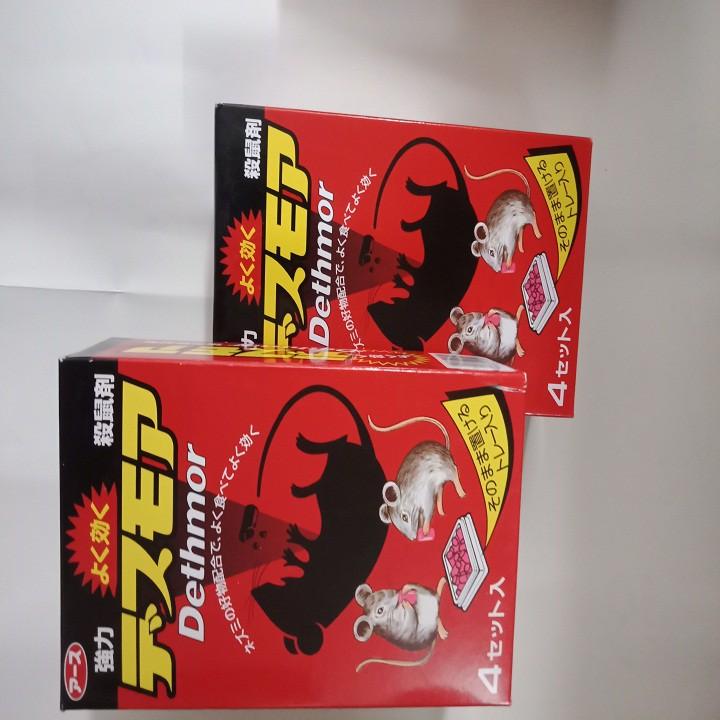 アース
強力
よく効く
殺鼠剤
デスモア
Dethmor
ネズミの好物配合で、よく食べてよく効く
そのまま置ける
トレー入り
4セット入
力
よく効く
殺鼠剤
デスモア
Dethmor
ネズミの好物配合で、よく食べてよく効く
そのまま置ける
トレー入り
4セット入